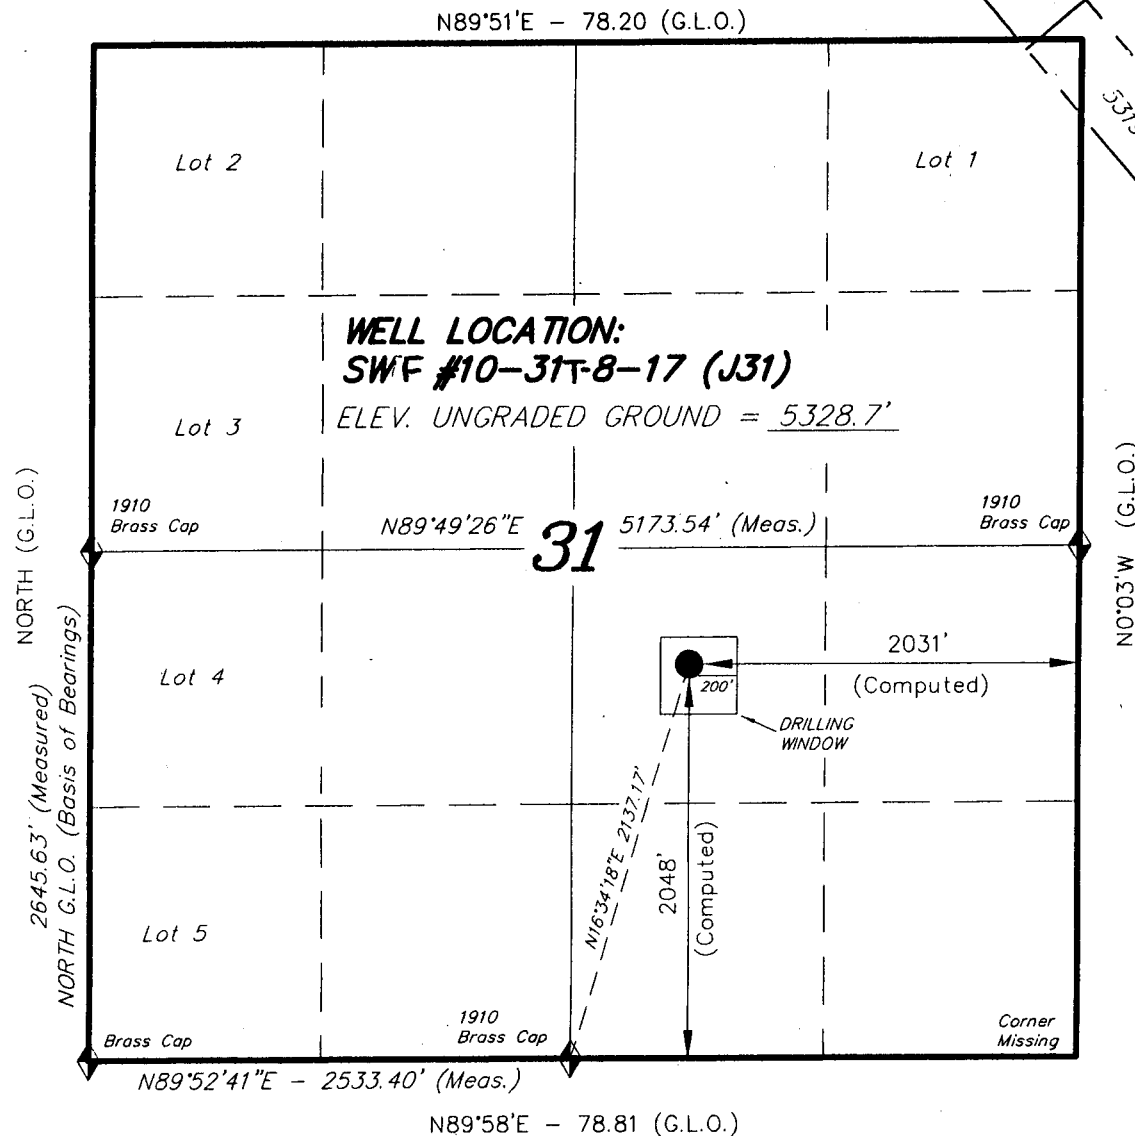 N89°51'E – 78.20 (G.L.O.)
Lot 2
Lot 1
WELL LOCATION:
SWF #10–31T-8–17 (J31)
ELEV. UNGRADED GROUND = 5328.7'
Lot 3
1910
Brass Cap
N89°49'26"E
31
5173.54' (Meas.)
1910
Brass Cap
NORTH (G.L.O.)
N0°03'W (G.L.O.)
2645.63' (Measured)
NORTH G.L.O. (Basis of Bearings)
Lot 4
2031'
(Computed)
200'
DRILLING
WINDOW
N16°34'18"E 2137.17'
2048'
(Computed)
Lot 5
Brass Cap
1910
Brass Cap
Corner
Missing
N89°52'41"E – 2533.40' (Meas.)
N89°58'E – 78.81 (G.L.O.)